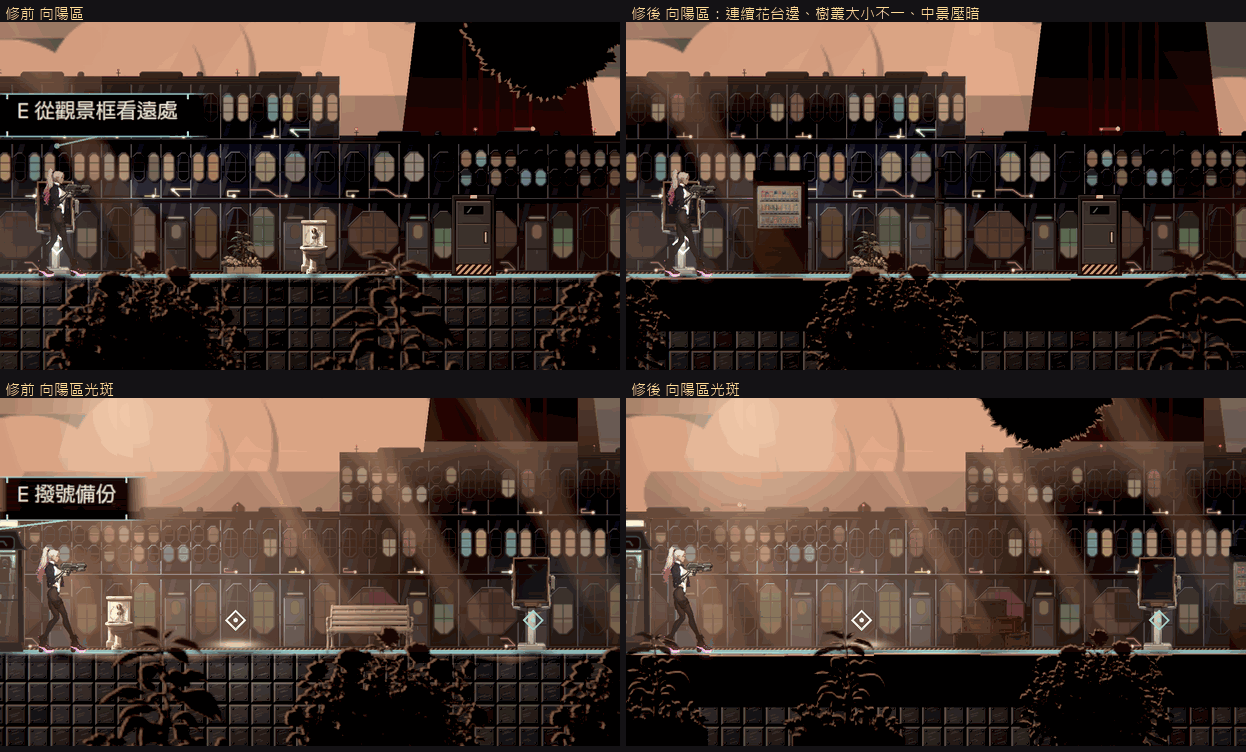 修前 向陽區
修後 向陽區：連續花台邊、樹叢大小不一、中景壓暗
E 從觀景框看遠處
修前 向陽區光斑
修後 向陽區光斑
E 撥號備份